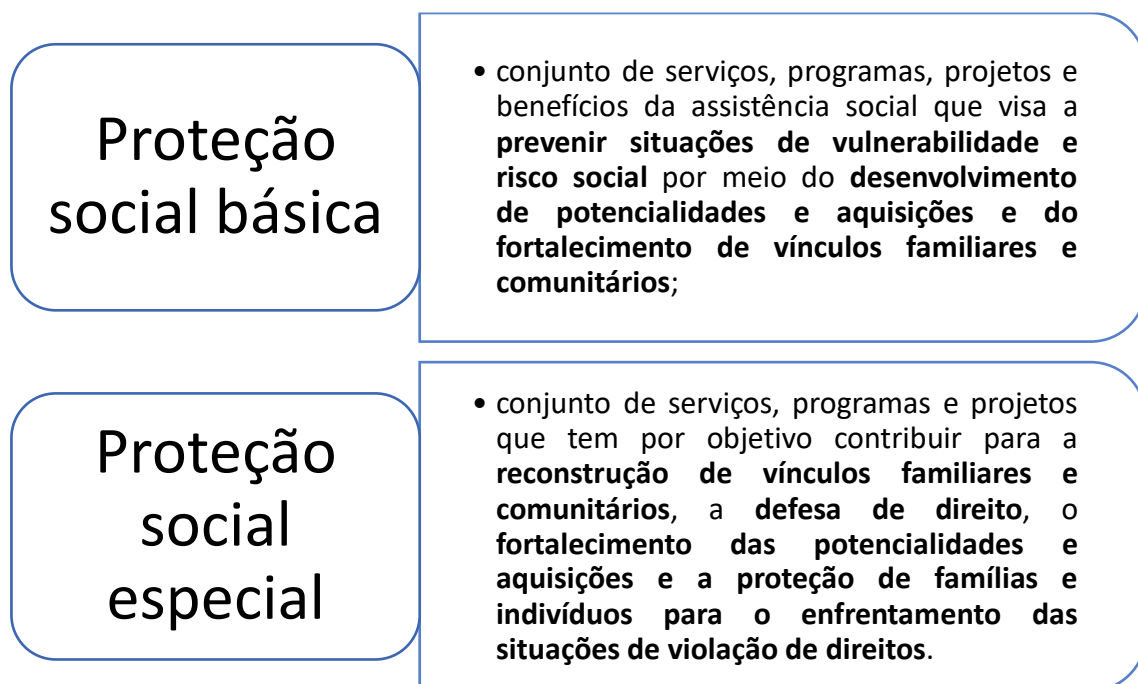 Proteção
social básica
• conjunto de serviços, programas, projetos e
benefícios da assistência social que visa a
prevenir situações de vulnerabilidade e
risco social por meio do desenvolvimento
de potencialidades e aquisições e do
fortalecimento de vínculos familiares e
comunitários;
Proteção
social
especial
• conjunto de serviços, programas e projetos
que tem por objetivo contribuir para a
reconstrução de vínculos familiares e
comunitários, a defesa de direito, o
fortalecimento das potencialidades e
aquisições e a proteção de famílias e
indivíduos para o enfrentamento das
situações de violação de direitos.